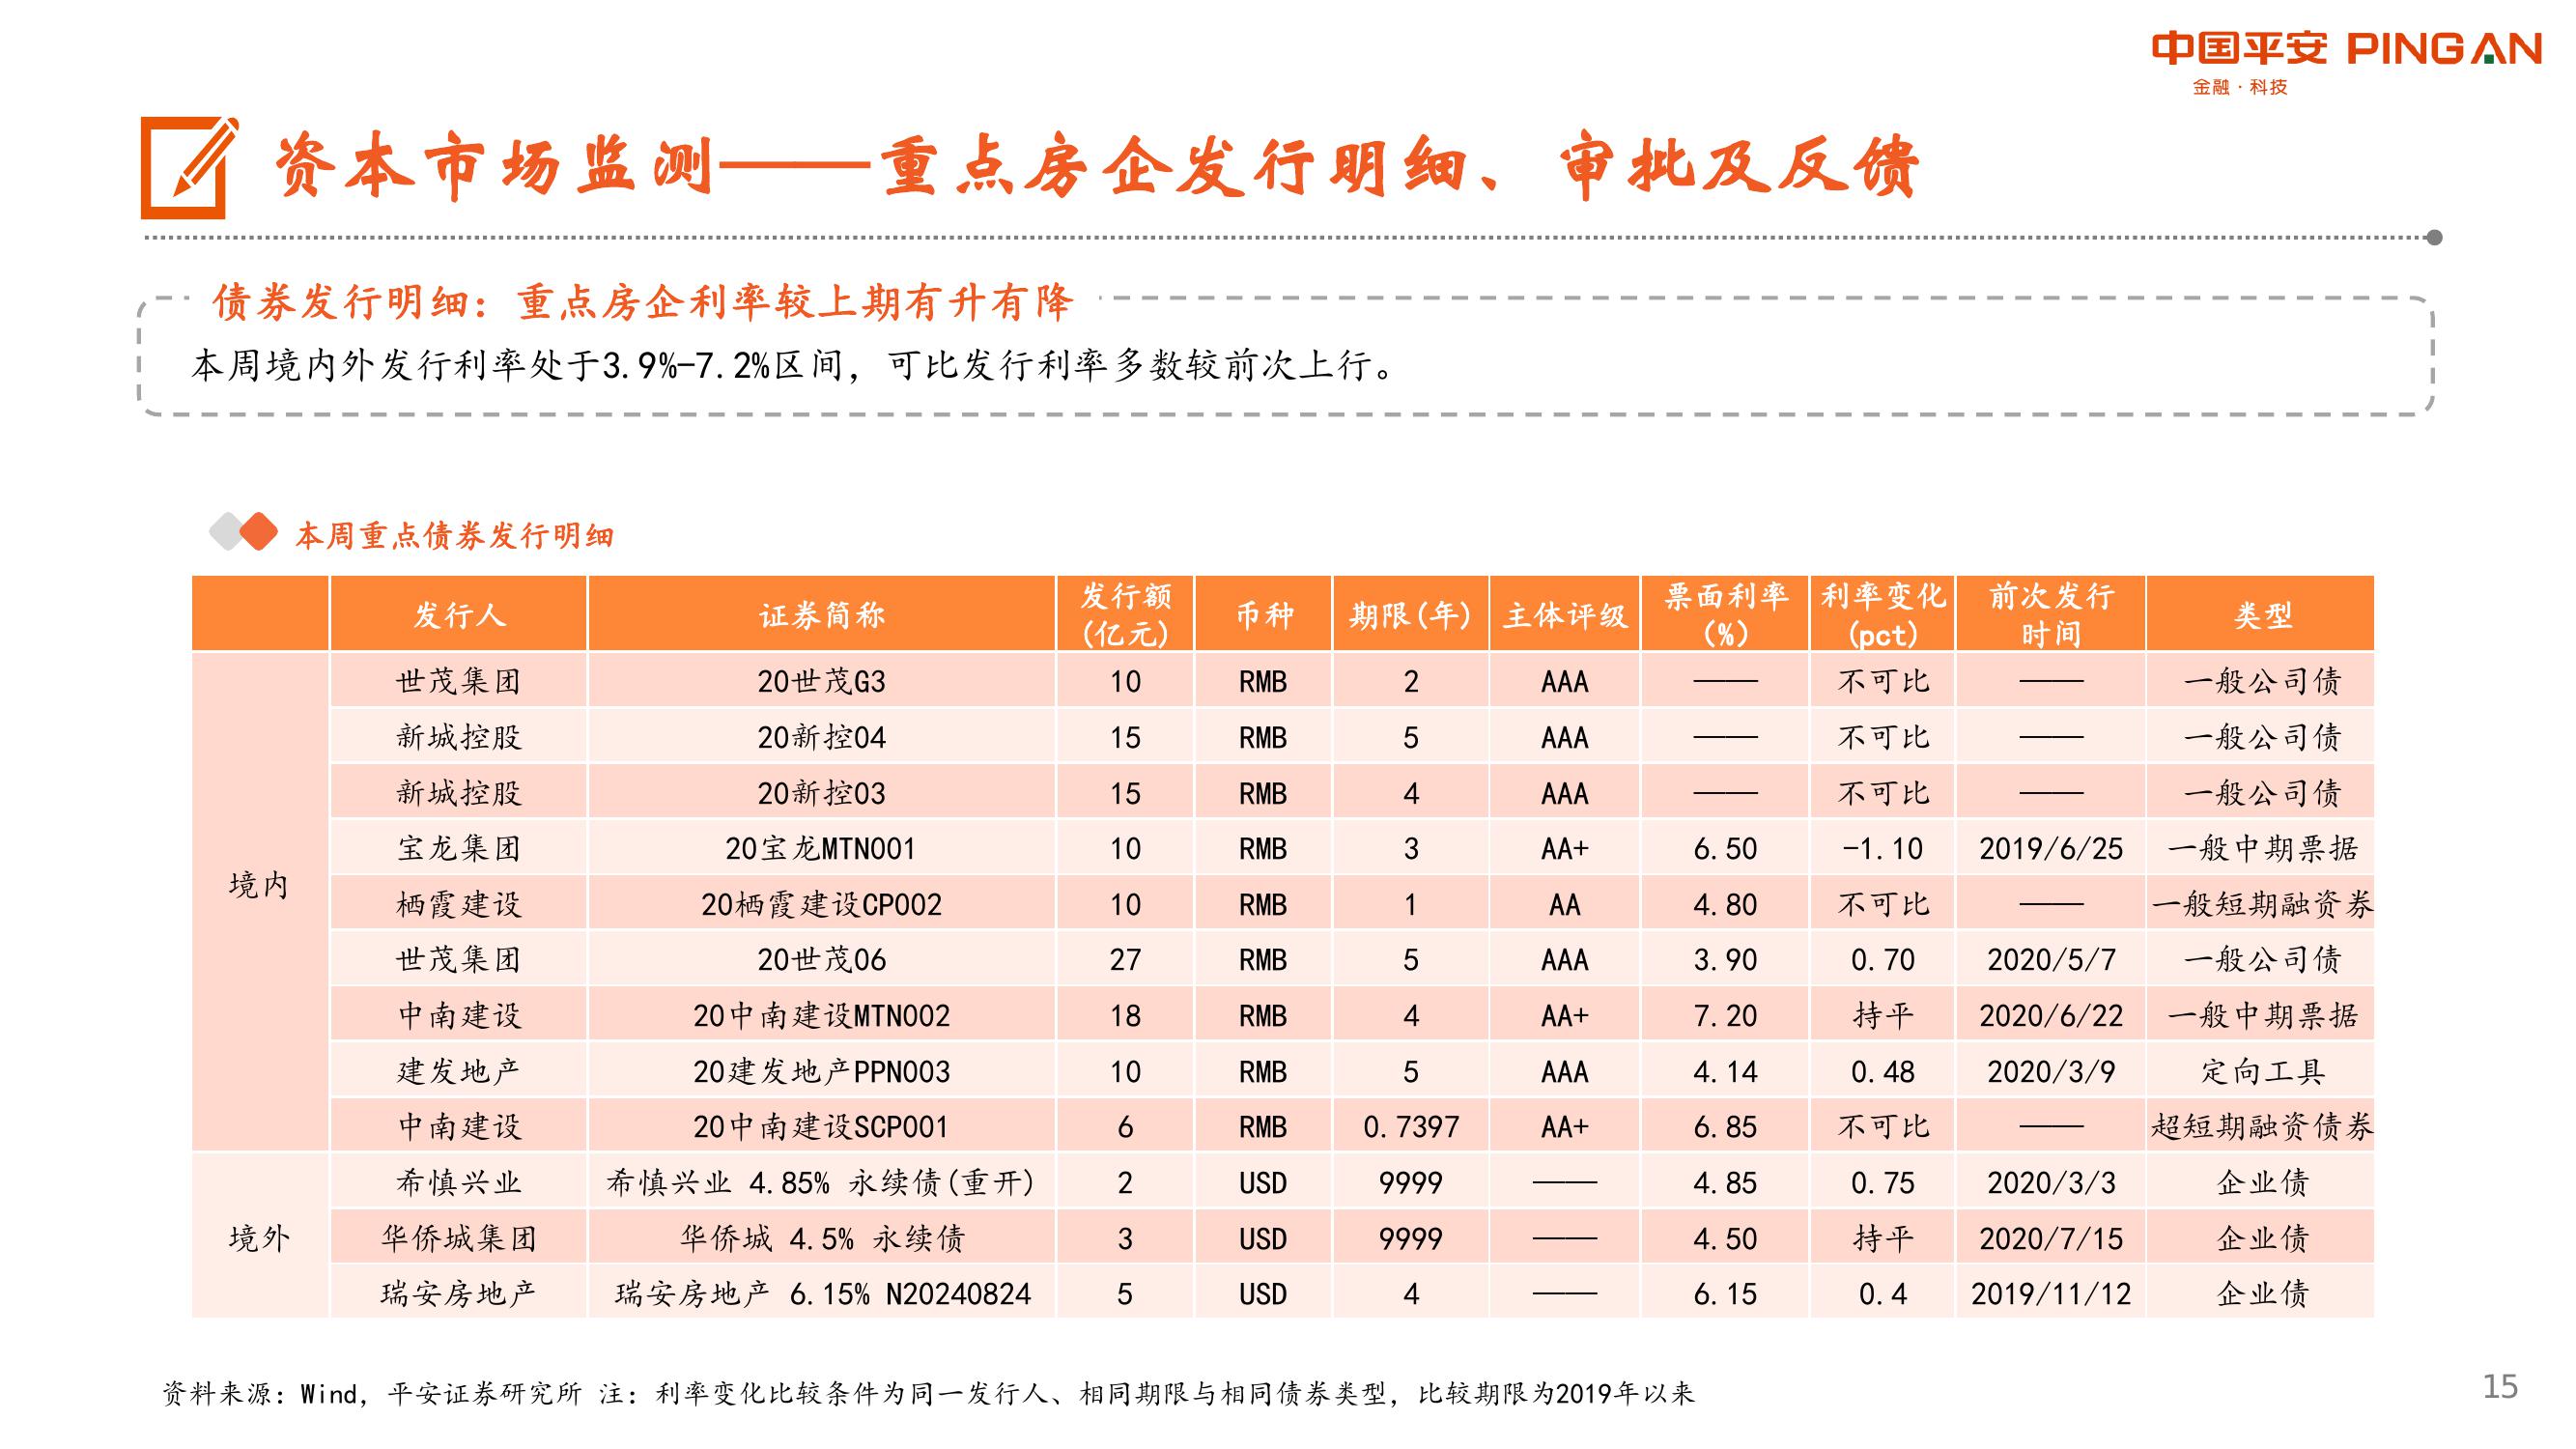 中国平安 PINGAN
金融·科技
资本市场监测——重点房企发行明细、审批及反馈
债券发行明细：重点房企利率较上期有升有降
本周境内外发行利率处于3.9%-7.2%区间，可比发行利率多数较前次上行。
本周重点债券发行明细
发行人 证券简称 发行额(亿元) 币种 期限(年) 主体评级 票面利率(%) 利率变化(pct) 前次发行时间 类型
境内
世茂集团 20世茂G3 10 RMB 2 AAA —— 不可比 —— 一般公司债
新城控股 20新控04 15 RMB 5 AAA —— 不可比 —— 一般公司债
新城控股 20新控03 15 RMB 4 AAA —— 不可比 —— 一般公司债
宝龙集团 20宝龙MTN001 10 RMB 3 AA+ 6.50 -1.10 2019/6/25 一般中期票据
栖霞建设 20栖霞建设CP002 10 RMB 1 AA 4.80 不可比 —— 一般短期融资券
世茂集团 20世茂06 27 RMB 5 AAA 3.90 0.70 2020/5/7 一般公司债
中南建设 20中南建设MTN002 18 RMB 4 AA+ 7.20 持平 2020/6/22 一般中期票据
建发地产 20建发地产PPN003 10 RMB 5 AAA 4.14 0.48 2020/3/9 定向工具
中南建设 20中南建设SCP001 6 RMB 0.7397 AA+ 6.85 不可比 —— 超短期融资债券
境外
希慎兴业 希慎兴业 4.85% 永续债(重开) 2 USD 9999 —— 4.85 0.75 2020/3/3 企业债
华侨城集团 华侨城 4.5% 永续债 3 USD 9999 —— 4.50 持平 2020/7/15 企业债
瑞安房地产 瑞安房地产 6.15% N20240824 5 USD 4 —— 6.15 0.4 2019/11/12 企业债
资料来源：Wind，平安证券研究所 注：利率变化比较条件为同一发行人、相同期限与相同债券类型，比较期限为2019年以来
15